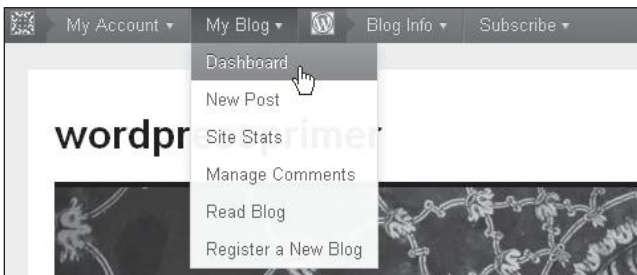 My Account ▾ My Blog ▾ Blog Info ▾ Subscribe ▾
Dashboard
New Post
wordpressprimer
Site Stats
Manage Comments
Read Blog
Register a New Blog